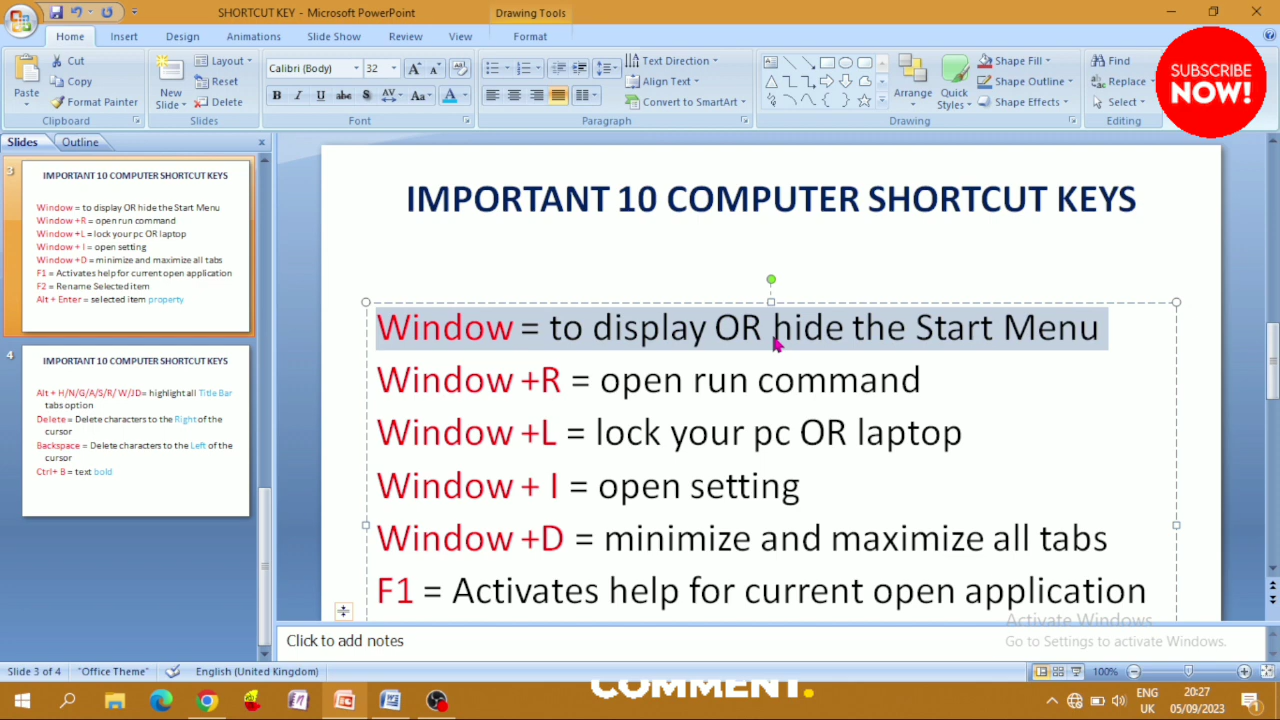 SHORTCUT KEY - Microsoft PowerPoint
Drawing Tools
Home Insert Design Animations Slide Show Review View Format
Paste
Cut
Copy
Format Painter
Clipboard
New Slide
Layout
Reset
Delete
Slides
Calibri (Body) 32
B I U abc S AV Aa A
Font
Text Direction
Align Text
Convert to SmartArt
Paragraph
Arrange
Quick Styles
Shape Fill
Shape Outline
Shape Effects
Drawing
Find
Replace
Select
Editing
SUBSCRIBE
NOW!
Slides Outline
3
IMPORTANT 10 COMPUTER SHORTCUT KEYS
Window = to display OR hide the Start Menu
Window +R = open run command
Window +L = lock your pc OR laptop
Window + I = open setting
Window +D = minimize and maximize all tabs
F1 = Activates help for current open application
F2 = Rename Selected item
Alt + Enter = selected item property
4
IMPORTANT 10 COMPUTER SHORTCUT KEYS
Alt + H/N/G/A/S/R/ W/JD= highlight all Title Bar
tabs option
Delete = Delete characters to the Right of the
cursor
Backspace = Delete characters to the Left of the
cursor
Ctrl+ B = text bold
IMPORTANT 10 COMPUTER SHORTCUT KEYS
Window = to display OR hide the Start Menu
Window +R = open run command
Window +L = lock your pc OR laptop
Window + I = open setting
Window +D = minimize and maximize all tabs
F1 = Activates help for current open application
Activate Windows
Go to Settings to activate Windows.
Click to add notes
Slide 3 of 4 "Office Theme" English (United Kingdom) 100%
COMMENT.
ENG
UK
20:27
05/09/2023
1